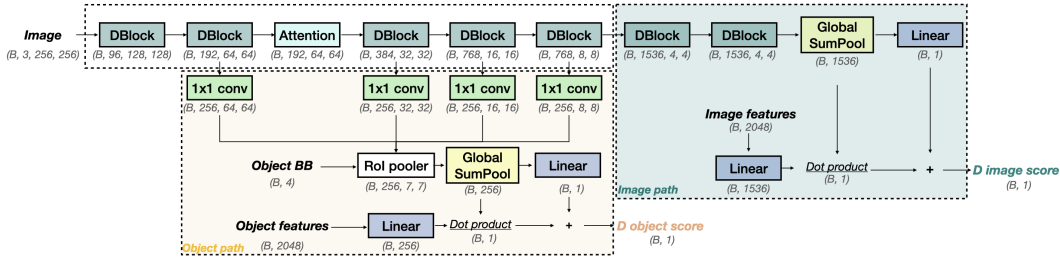 Image
(B, 3, 256, 256)
DBlock
(B, 96, 128, 128)
DBlock
(B, 192, 64, 64)
Attention
(B, 192, 64, 64)
DBlock
(B, 384, 32, 32)
DBlock
(B, 768, 16, 16)
DBlock
(B, 768, 8, 8)
DBlock
(B, 1536, 4, 4)
DBlock
(B, 1536, 4, 4)
Global
SumPool
(B, 1536)
Linear
(B, 1)
1x1 conv
(B, 256, 64, 64)
1x1 conv
(B, 256, 32, 32)
1x1 conv
(B, 256, 16, 16)
1x1 conv
(B, 256, 8, 8)
Object BB
(B, 4)
RoI pooler
(B, 256, 7, 7)
Global
SumPool
(B, 256)
Linear
(B, 1)
Object features
(B, 2048)
Linear
(B, 256)
Dot product
(B, 1)
+
D object score
(B, 1)
Object path
Image features
(B, 2048)
Linear
(B, 1536)
Dot product
(B, 1)
+
D image score
(B, 1)
Image path